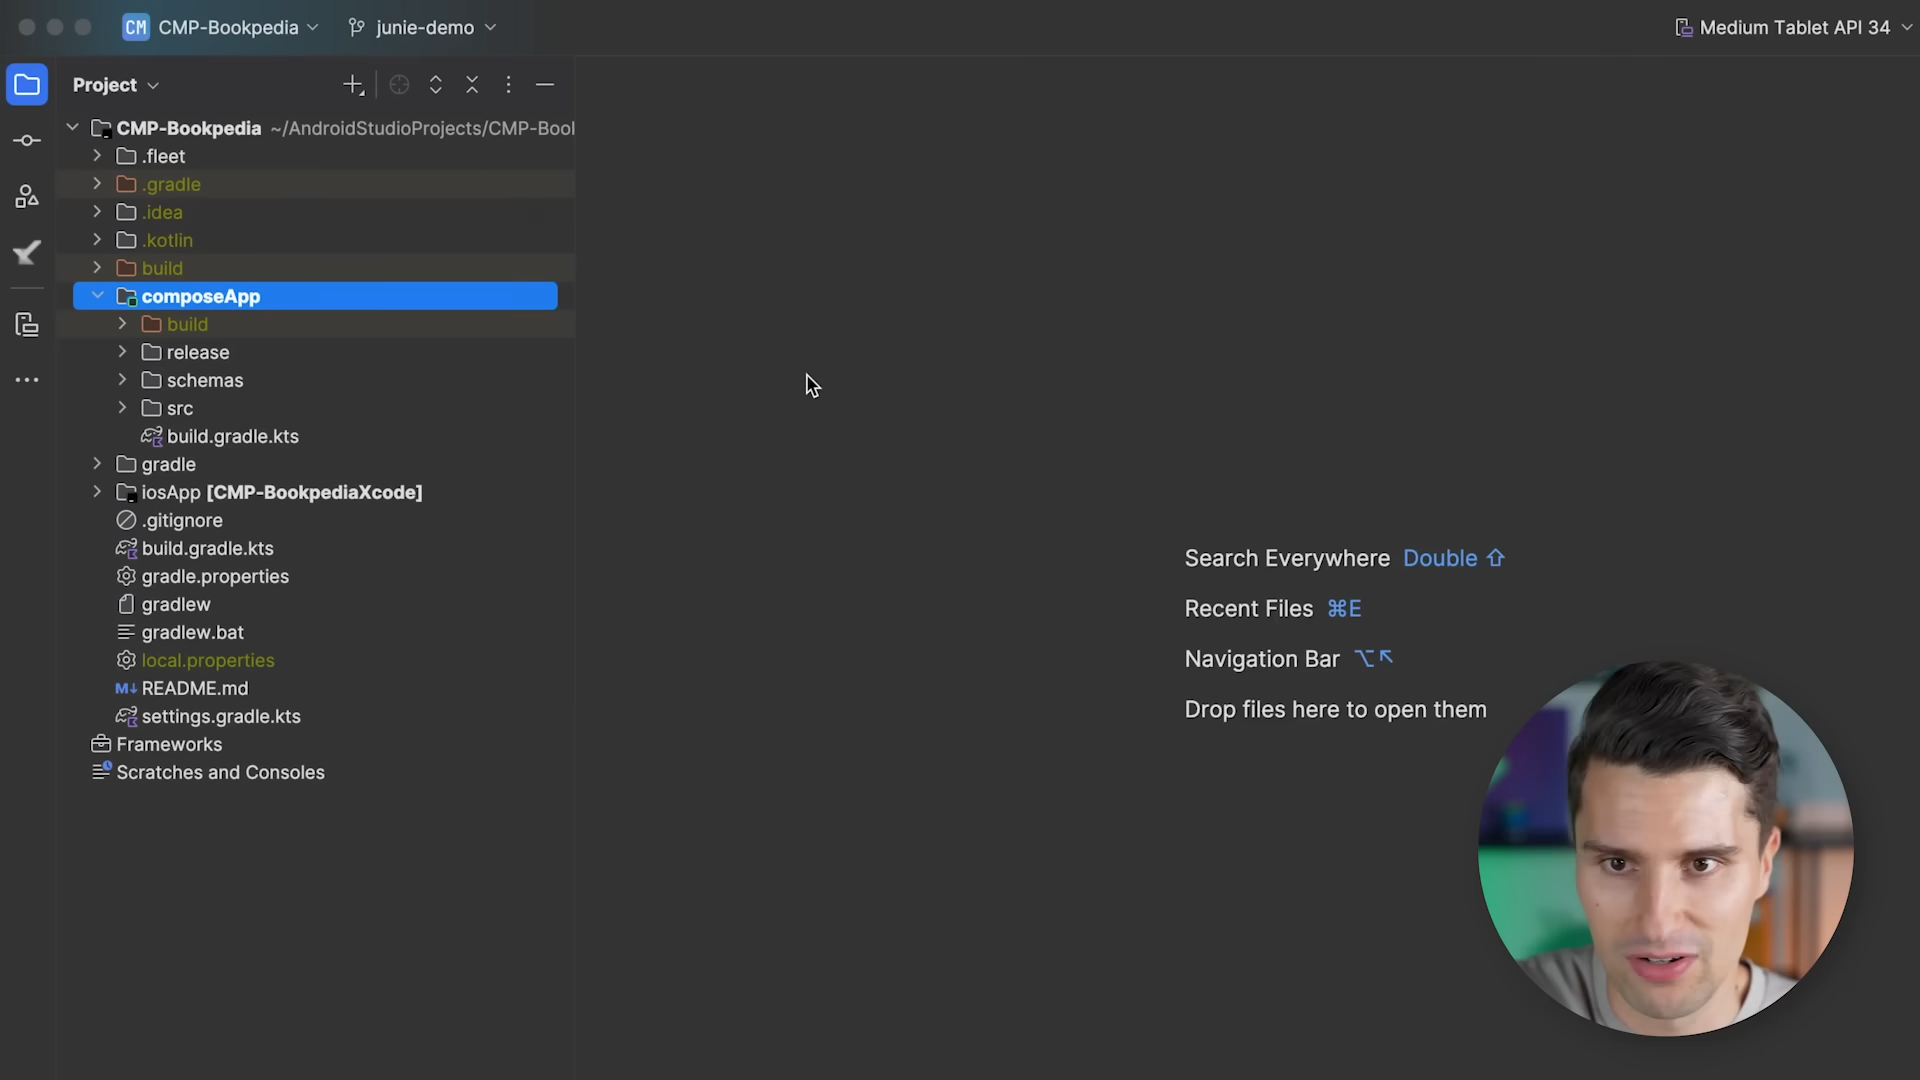 CM CMP-Bookpedia junie-demo Medium Tablet API 34
Project
CMP-Bookpedia ~/AndroidStudioProjects/CMP-Bool
.fleet
.gradle
.idea
.kotlin
build
composeApp
build
release
schemas
src
build.gradle.kts
gradle
iosApp [CMP-BookpediaXcode]
.gitignore
build.gradle.kts
gradle.properties
gradlew
gradlew.bat
local.properties
M↓ README.md
settings.gradle.kts
Frameworks
Scratches and Consoles
Search Everywhere Double ⇧
Recent Files ⌘E
Navigation Bar ⌥↖
Drop files here to open them